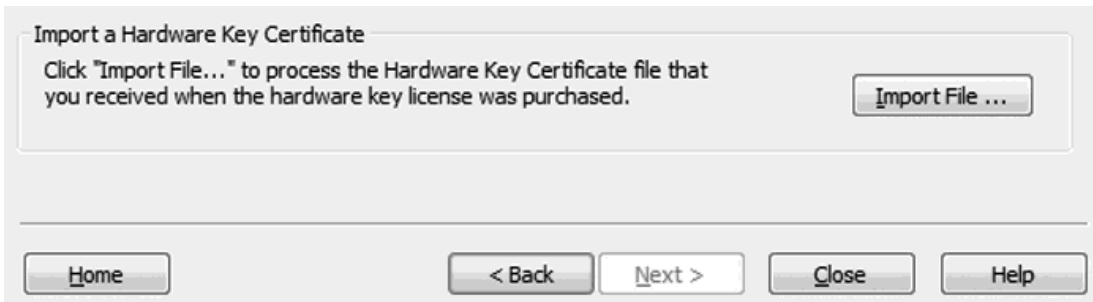 Import a Hardware Key Certificate
Click "Import File..." to process the Hardware Key Certificate file that
you received when the hardware key license was purchased.
Import File ...
Home
< Back
Next >
Close
Help